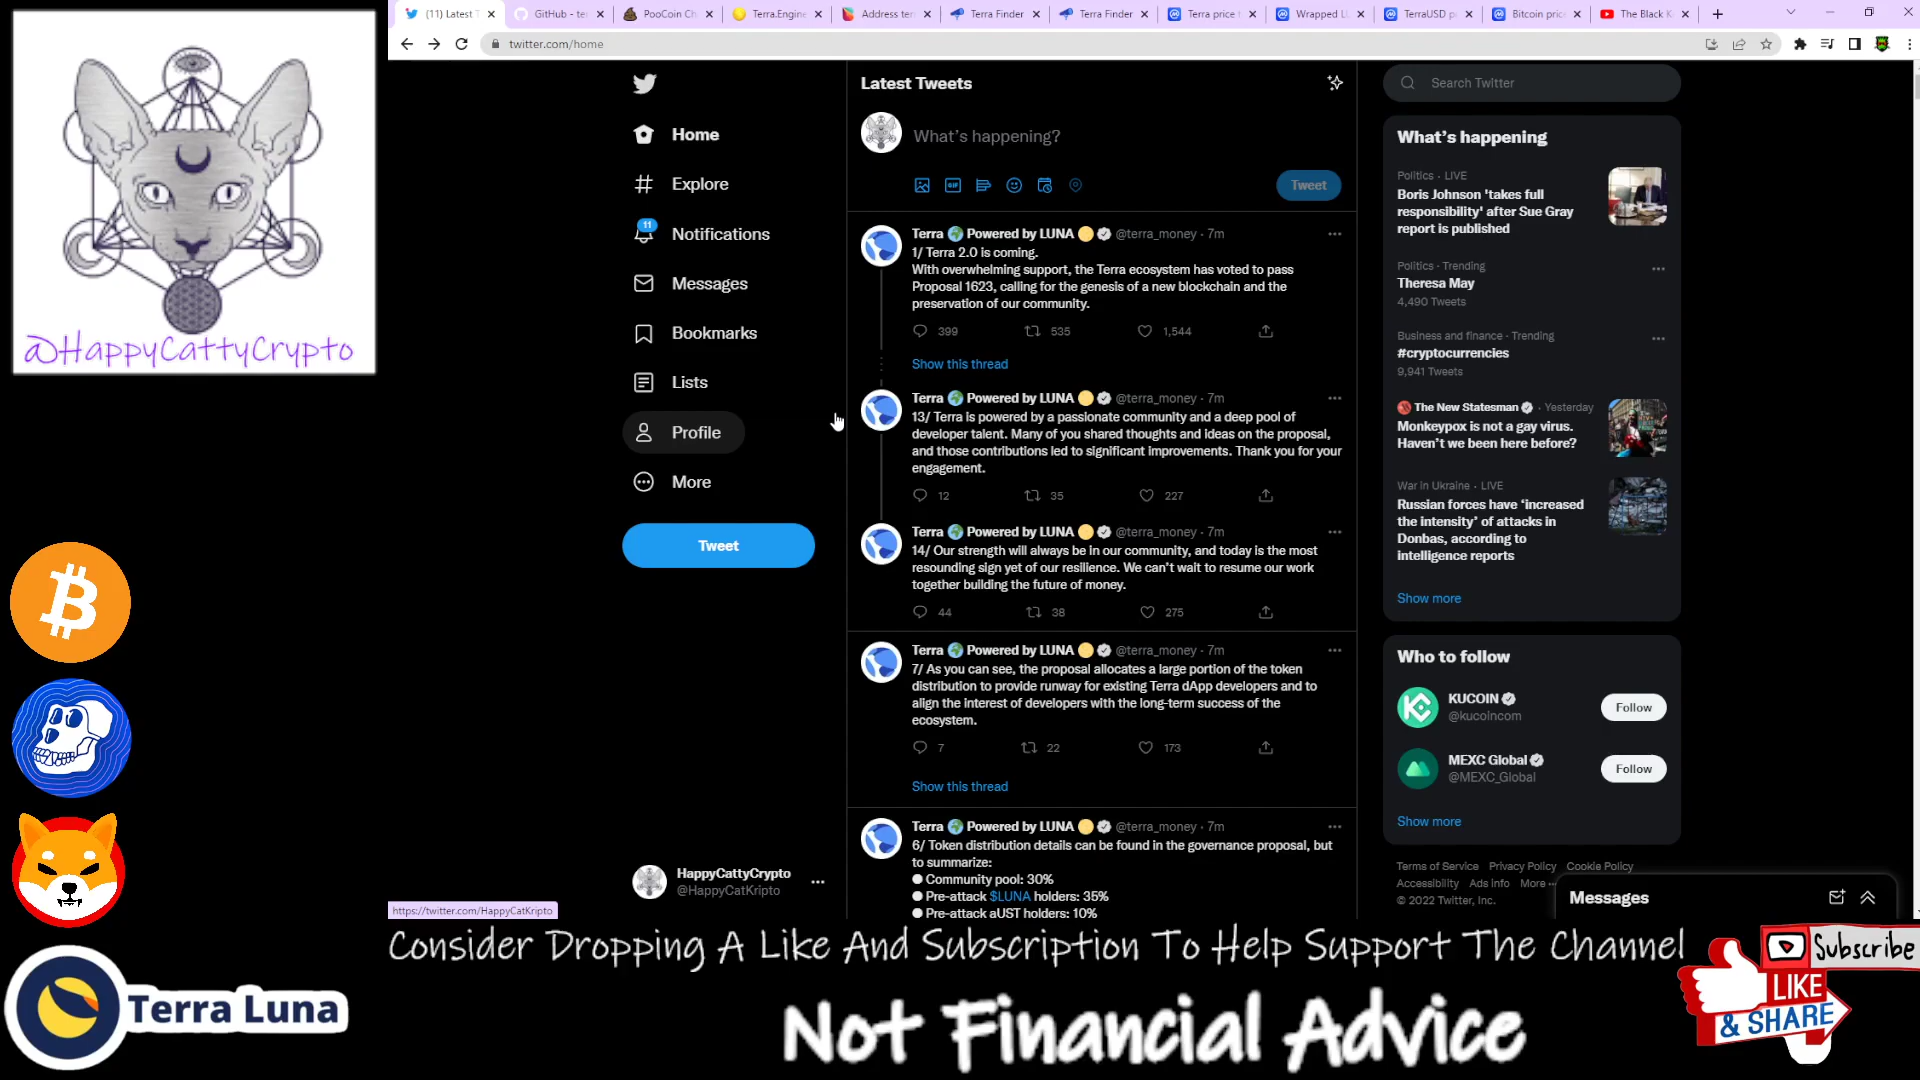 (11) Latest T
GitHub - te
PooCoin Ch
Terra.Engine
Address ter
Terra Finder
Terra Finder
Terra price t
Wrapped LU
TerraUSD p
Bitcoin price
The Black K
twitter.com/home
@HappyCattyCrypto
Terra Luna
Home
Explore
11
Notifications
Messages
Bookmarks
Lists
Profile
More
Tweet
HappyCattyCrypto
@HappyCatKripto
https://twitter.com/HappyCatKripto
Latest Tweets
What's happening?
GIF
Tweet
Terra Powered by LUNA @terra_money · 7m
1/ Terra 2.0 is coming.
With overwhelming support, the Terra ecosystem has voted to pass
Proposal 1623, calling for the genesis of a new blockchain and the
preservation of our community.
399 535 1,544
Show this thread
Terra Powered by LUNA @terra_money · 7m
13/ Terra is powered by a passionate community and a deep pool of
developer talent. Many of you shared thoughts and ideas on the proposal,
and those contributions led to significant improvements. Thank you for your
engagement.
12 35 227
Terra Powered by LUNA @terra_money · 7m
14/ Our strength will always be in our community, and today is the most
resounding sign yet of our resilience. We can't wait to resume our work
together building the future of money.
44 38 275
Terra Powered by LUNA @terra_money · 7m
7/ As you can see, the proposal allocates a large portion of the token
distribution to provide runway for existing Terra dApp developers and to
align the interest of developers with the long-term success of the
ecosystem.
7 22 173
Show this thread
Terra Powered by LUNA @terra_money · 7m
6/ Token distribution details can be found in the governance proposal, but
to summarize:
Community pool: 30%
Pre-attack $LUNA holders: 35%
Pre-attack aUST holders: 10%
Search Twitter
What's happening
Politics · LIVE
Boris Johnson 'takes full
responsibility' after Sue Gray
report is published
Politics · Trending
Theresa May
4,490 Tweets
Business and finance · Trending
#cryptocurrencies
9,941 Tweets
The New Statesman · Yesterday
Monkeypox is not a gay virus.
Haven't we been here before?
War in Ukraine · LIVE
Russian forces have 'increased
the intensity' of attacks in
Donbas, according to
intelligence reports
Show more
Who to follow
KUCOIN
@kucoincom
Follow
MEXC Global
@MEXC_Global
Follow
Show more
Terms of Service Privacy Policy Cookie Policy
Accessibility Ads info More ···
© 2022 Twitter, Inc.
Messages
Consider Dropping A Like And Subscription To Help Support The Channel
Not Financial Advice
Subscribe
LIKE
& SHARE